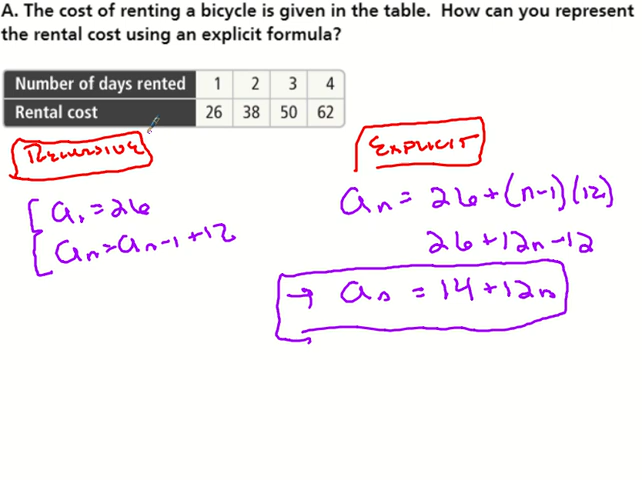 A. The cost of renting a bicycle is given in the table. How can you represent
the rental cost using an explicit formula?
Number of days rented 1 2 3 4
Rental cost 26 38 50 62
RECURSIVE
EXPLICIT
a₁ = 26
aₙ = aₙ₋₁ + 12
aₙ = 26 + (n-1)(12)
26 + 12n - 12
→ aₙ = 14 + 12n